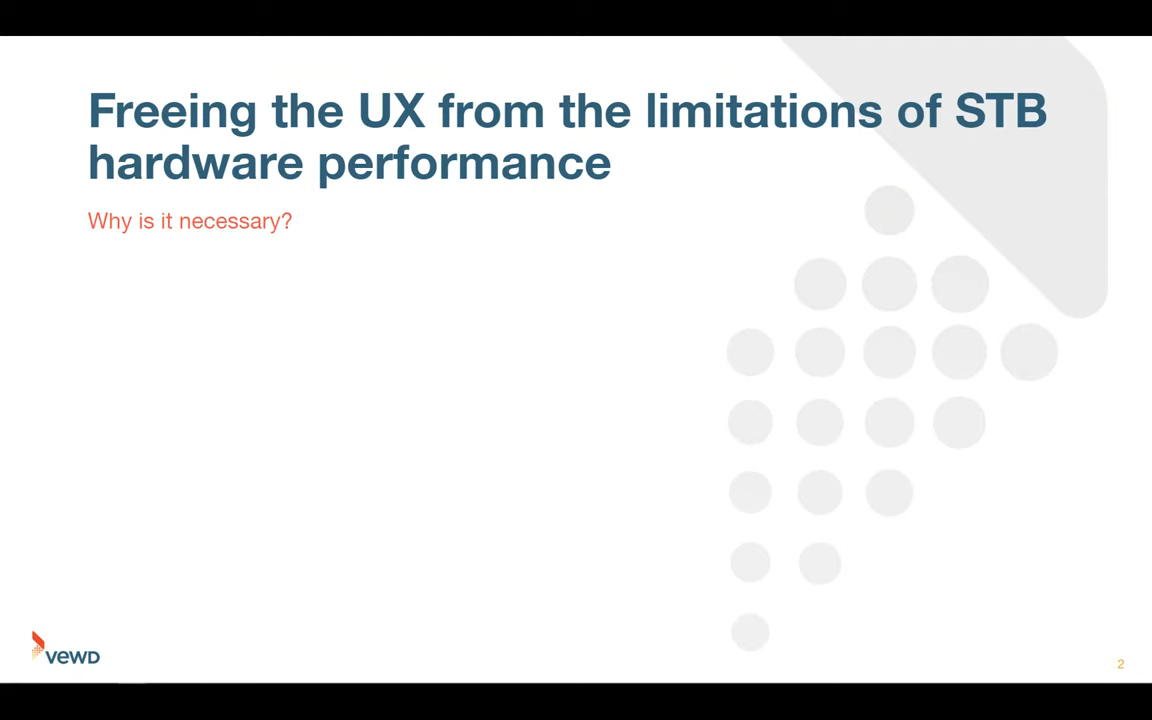 Freeing the UX from the limitations of STB
hardware performance
Why is it necessary?
vewd
2